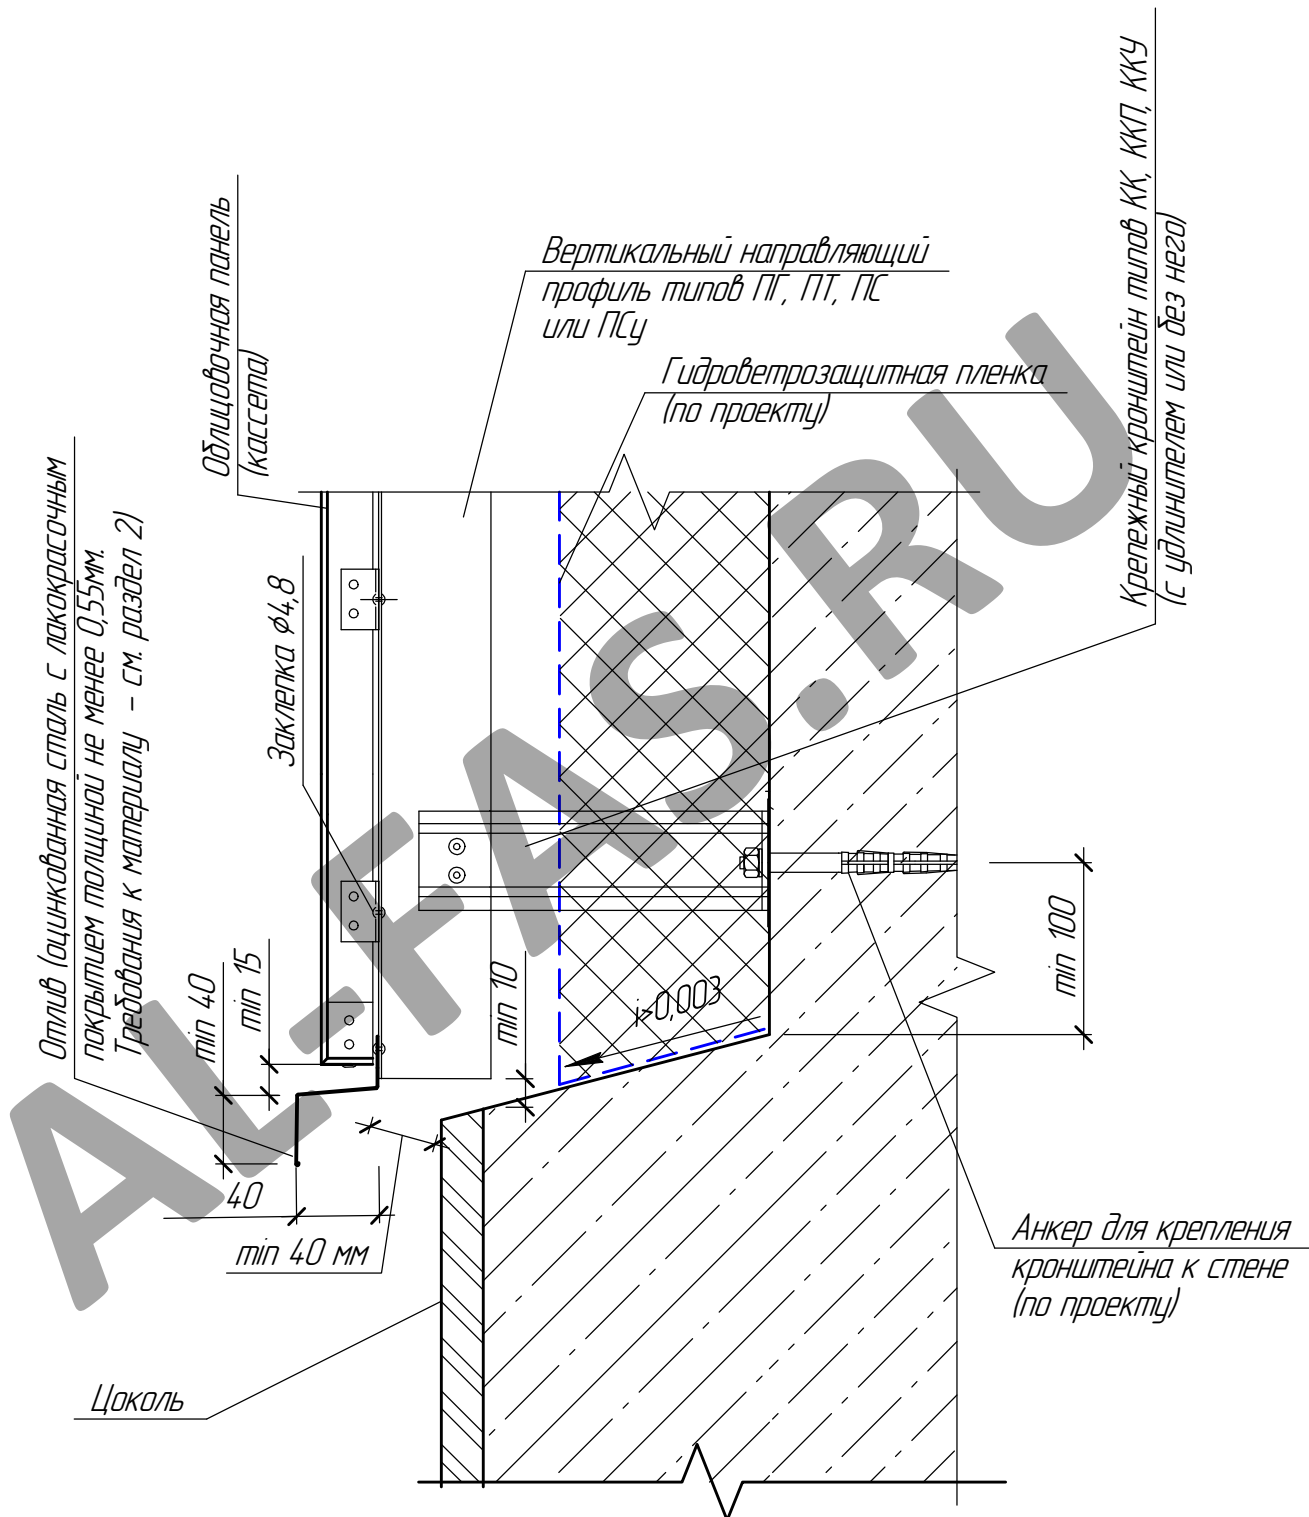 Крепежный кронштейн типов КК, ККП, ККУ
(с удлинителем или без него)
Облицовочная панель
(кассета)
Вертикальный направляющий
профиль типов ПГ, ПТ, ПС
или ПСу
Гидроветрозащитная пленка
(по проекту)
Отлив (оцинкованная сталь с лакокрасочным
покрытием толщиной не менее 0,55мм.
Требования к материалу - см. раздел 2)
Заклепка ϕ4,8
min 40
min 15
min 10
i>0,003
min 100
40
min 40 мм
Анкер для крепления
кронштейна к стене
(по проекту)
Цоколь
AL-FAS.RU